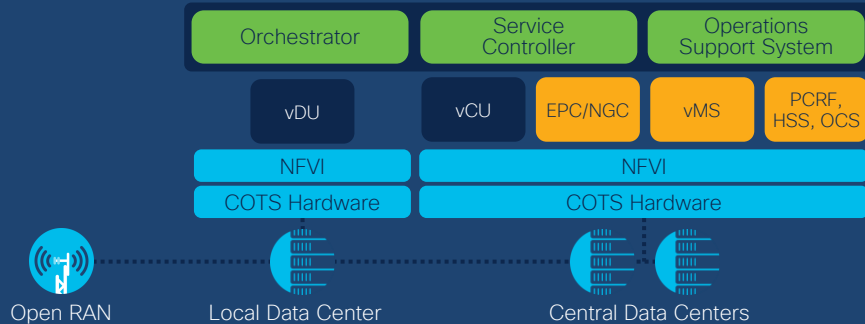 Orchestrator
Service
Controller
Operations
Support System
vDU
vCU
EPC/NGC
vMS
PCRF,
HSS, OCS
NFVI
NFVI
COTS Hardware
COTS Hardware
Open RAN
Local Data Center
Central Data Centers